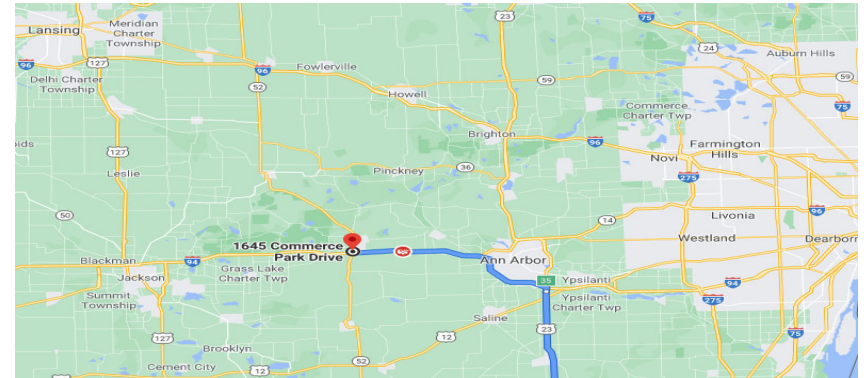 23
75
Lansing
Meridian
Charter
Township
24
Auburn Hills
127
96
Fowlerville
96
59
59
Delhi Charter
Township
52
Howell
Commerce
Charter Twp
75
Brighton
96
Farmington
Hills
127
Novi
ids
Leslie
Pinckney
36
275
50
14
Livonia
96
1645 Commerce
Park Drive
Westland
Dearborn
Blackman
94
Ann Arbor
Grass Lake
Charter Twp
Jackson
35
Ypsilanti
94
Summit
Township
Ypsilanti
Charter Twp
275
Saline
23
75
127
12
Brooklyn
52
Cement City
12